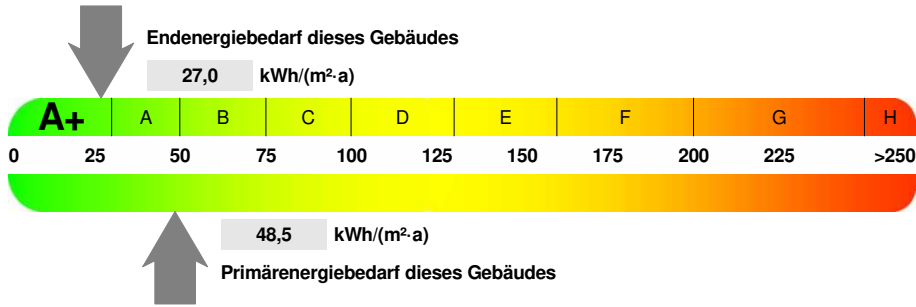 Endenergiebedarf dieses Gebäudes
27,0 kWh/(m²·a)
A+ A B C D E F G H
0 25 50 75 100 125 150 175 200 225 >250
48,5 kWh/(m²·a)
Primärenergiebedarf dieses Gebäudes